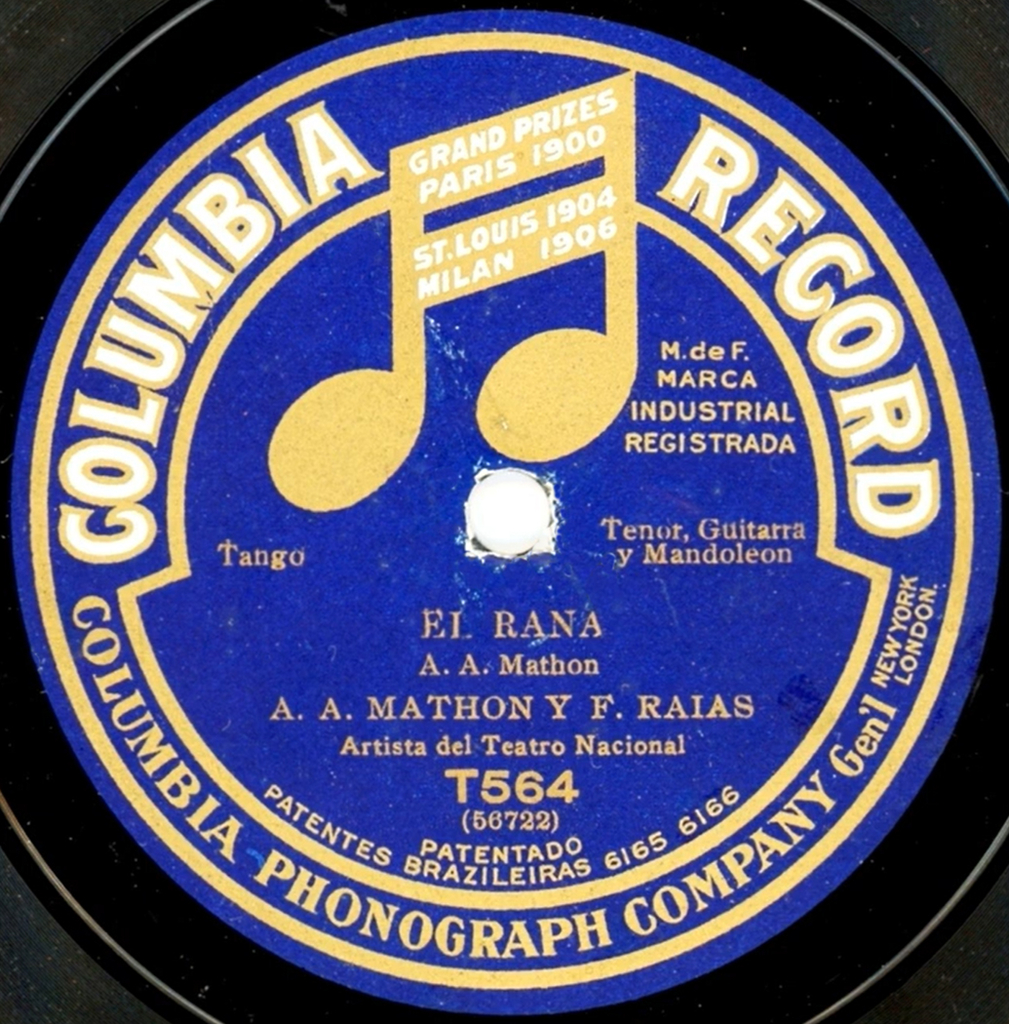 COLUMBIA RECORD
GRAND PRIZES
PARIS 1900
ST. LOUIS 1904
MILAN 1906
M. de F.
MARCA
INDUSTRIAL
REGISTRADA
Tango
Tenor, Guitarra
y Mandoleon
EL RANA
A. A. Mathon
A. A. MATHON Y F. RAIAS
Artista del Teatro Nacional
T564
(56722)
PATENTADO
PATENTES BRAZILEIRAS 6165 6166
COLUMBIA PHONOGRAPH COMPANY Gen'l
NEW YORK
LONDON.